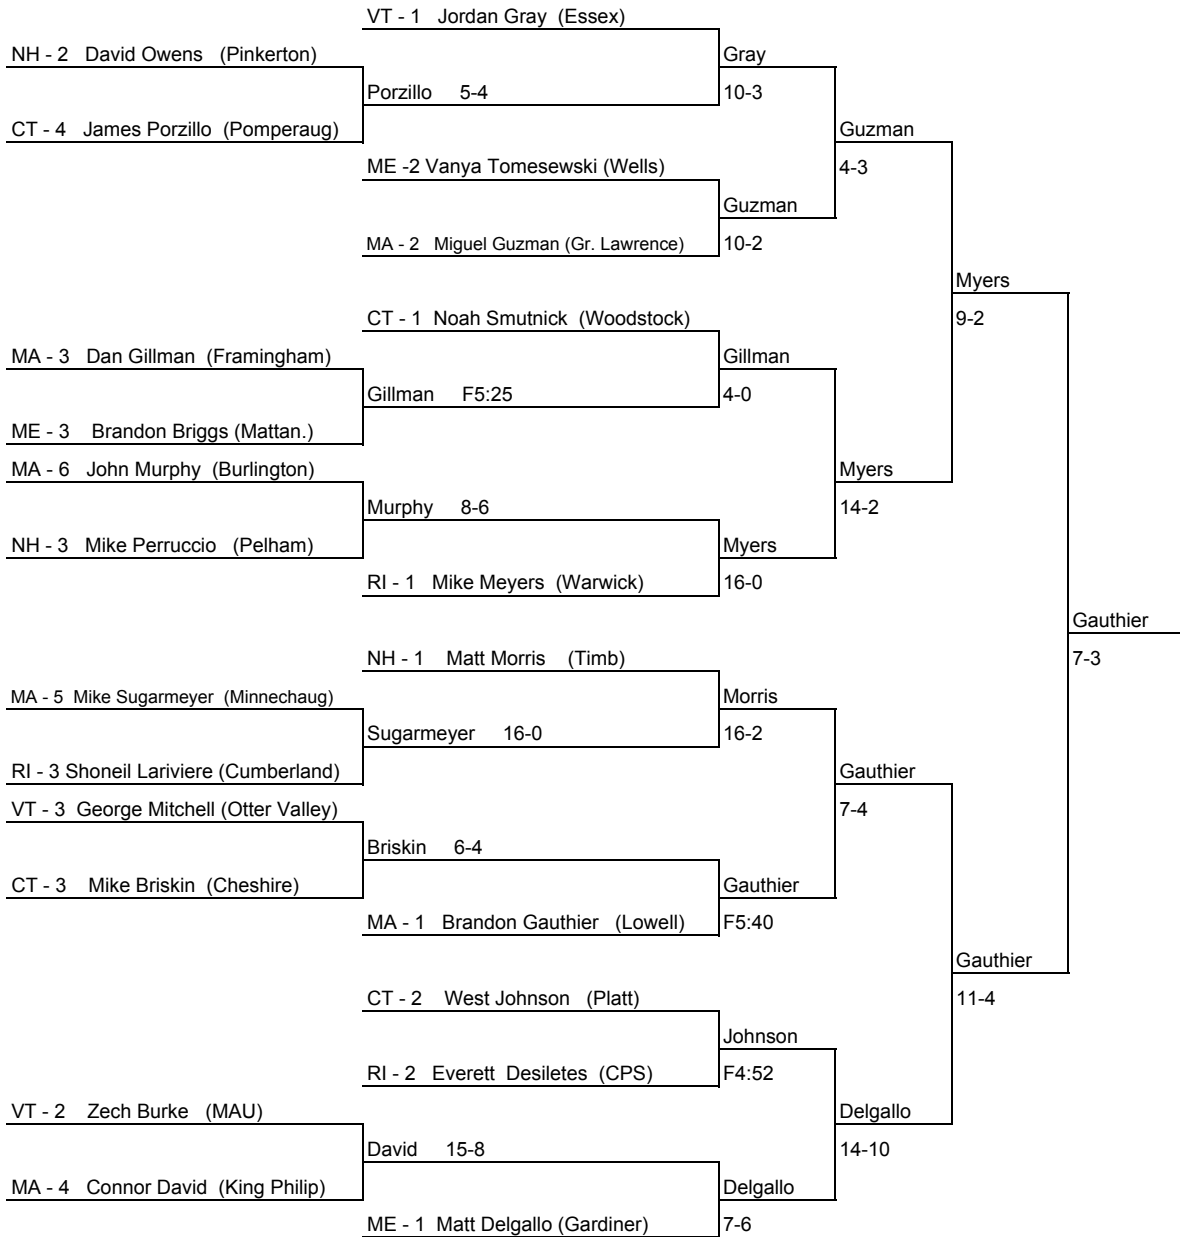 VT - 1 Jordan Gray (Essex)
NH - 2 David Owens (Pinkerton)
Gray
Porzillo 5-4
10-3
CT - 4 James Porzillo (Pomperaug)
Guzman
ME -2 Vanya Tomesewski (Wells)
4-3
Guzman
MA - 2 Miguel Guzman (Gr. Lawrence)
10-2
Myers
CT - 1 Noah Smutnick (Woodstock)
9-2
MA - 3 Dan Gillman (Framingham)
Gillman
Gillman F5:25
4-0
ME - 3 Brandon Briggs (Mattan.)
MA - 6 John Murphy (Burlington)
Myers
Murphy 8-6
14-2
NH - 3 Mike Perruccio (Pelham)
Myers
RI - 1 Mike Meyers (Warwick)
16-0
Gauthier
NH - 1 Matt Morris (Timb)
7-3
MA - 5 Mike Sugarmeyer (Minnechaug)
Morris
Sugarmeyer 16-0
16-2
RI - 3 Shoneil Lariviere (Cumberland)
Gauthier
VT - 3 George Mitchell (Otter Valley)
7-4
Briskin 6-4
CT - 3 Mike Briskin (Cheshire)
Gauthier
MA - 1 Brandon Gauthier (Lowell)
F5:40
Gauthier
CT - 2 West Johnson (Platt)
11-4
Johnson
RI - 2 Everett Desiletes (CPS)
F4:52
VT - 2 Zech Burke (MAU)
Delgallo
David 15-8
14-10
MA - 4 Connor David (King Philip)
Delgallo
ME - 1 Matt Delgallo (Gardiner)
7-6